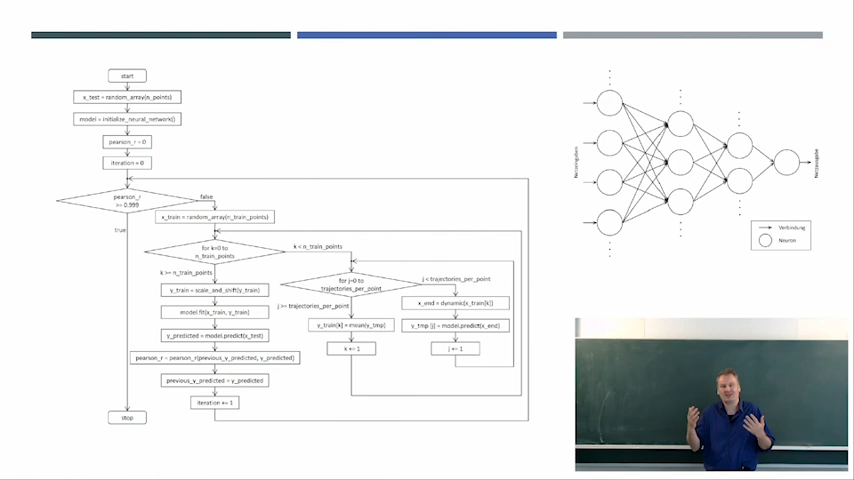 start
x_test = random_array(n_points)
model = initialize_neural_network()
pearson_r = 0
iteration = 0
pearson_r
>= 0.999
false
true
x_train = random_array(n_train_points)
for k=0 to
n_train_points
k < n_train_points
k >= n_train_points
y_train = scale_and_shift(y_train)
model.fit(x_train, y_train)
y_predicted = model.predict(x_test)
pearson_r = pearson_r(previous_y_predicted, y_predicted)
previous_y_predicted = y_predicted
iteration += 1
stop
for j=0 to
trajectories_per_point
j < trajectories_per_point
j >= trajectories_per_point
x_end = dynamic(x_train[k])
y_tmp [j] = model.predict(x_end)
j += 1
y_train[k] = mean(y_tmp)
k += 1
Netzeingaben
Netzausgabe
Verbindung
Neuron